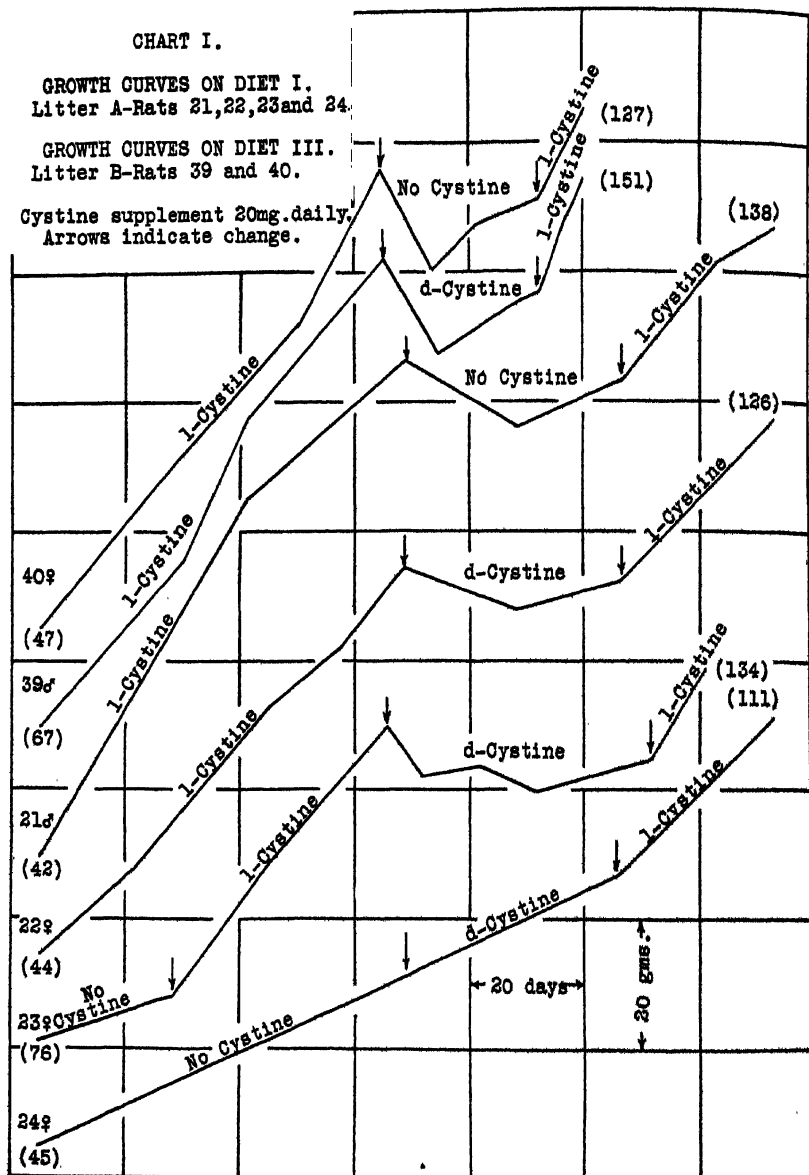 CHART I.
GROWTH CURVES ON DIET I.
Litter A-Rats 21,22,23and 24.
GROWTH CURVES ON DIET III.
Litter B-Rats 39 and 40.
Cystine supplement 20mg.daily.
Arrows indicate change.
l-Cystine
(127)
No Cystine
l-Cystine
(151)
(138)
d-Cystine
l-Cystine
l-Cystine
No Cystine
(126)
l-Cystine
l-Cystine
40♀
d-Cystine
(47)
l-Cystine
39♂
l-Cystine
(134)
(67)
(111)
l-Cystine
d-Cystine
21♂
l-Cystine
l-Cystine
(42)
22♀
d-Cystine
(44)
20 gms.
No
20 days
23♀Cystine
(76)
No Cystine
24♀
(45)